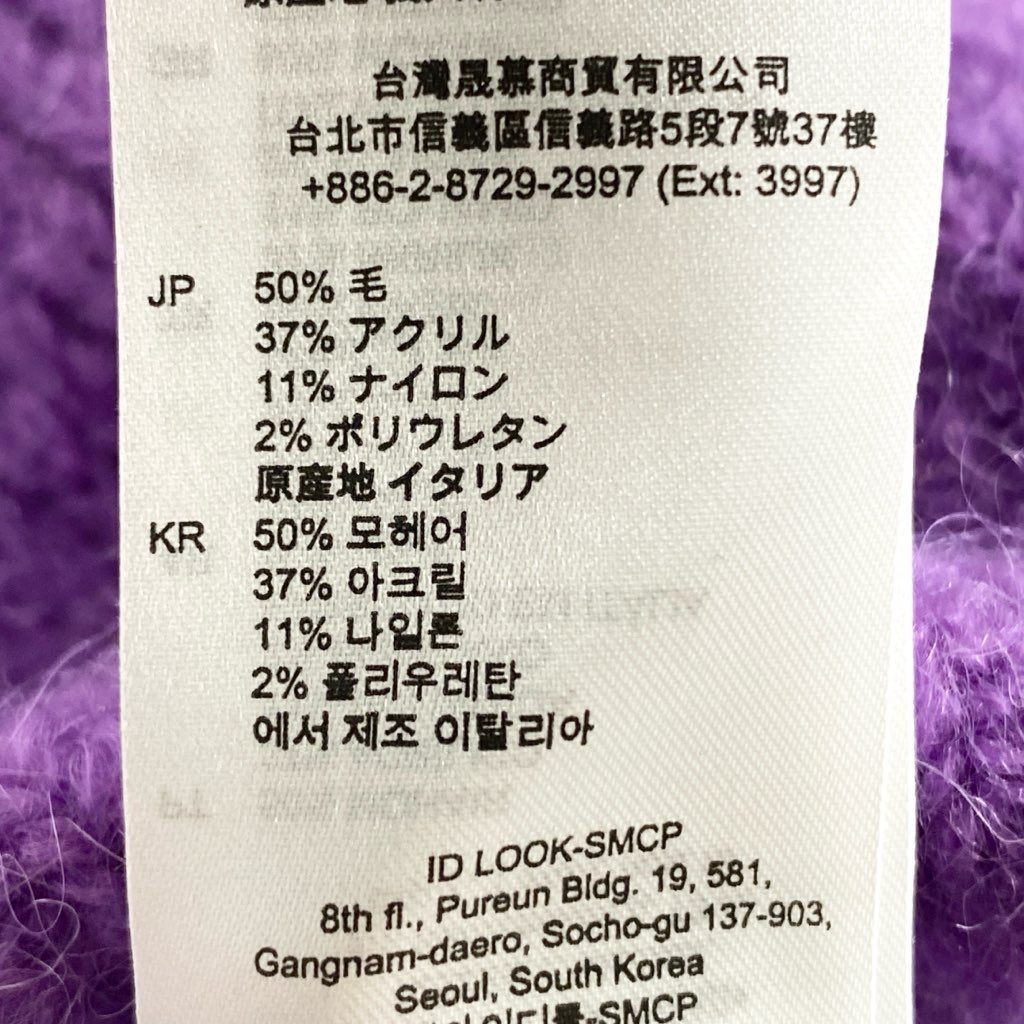 台灣晟慕商貿有限公司
台北市信義區信義路5段7號37樓
+886-2-8729-2997 (Ext: 3997)
JP 50% 毛
37% アクリル
11% ナイロン
2% ポリウレタン
原産地 イタリア
KR 50% 모헤어
37% 아크릴
11% 나일론
2% 폴리우레탄
에서 제조 이탈리아
ID LOOK-SMCP
8th fl., Pureun Bldg. 19, 581,
Gangnam-daero, Socho-gu 137-903,
Seoul, South Korea
아이디룩-SMCP